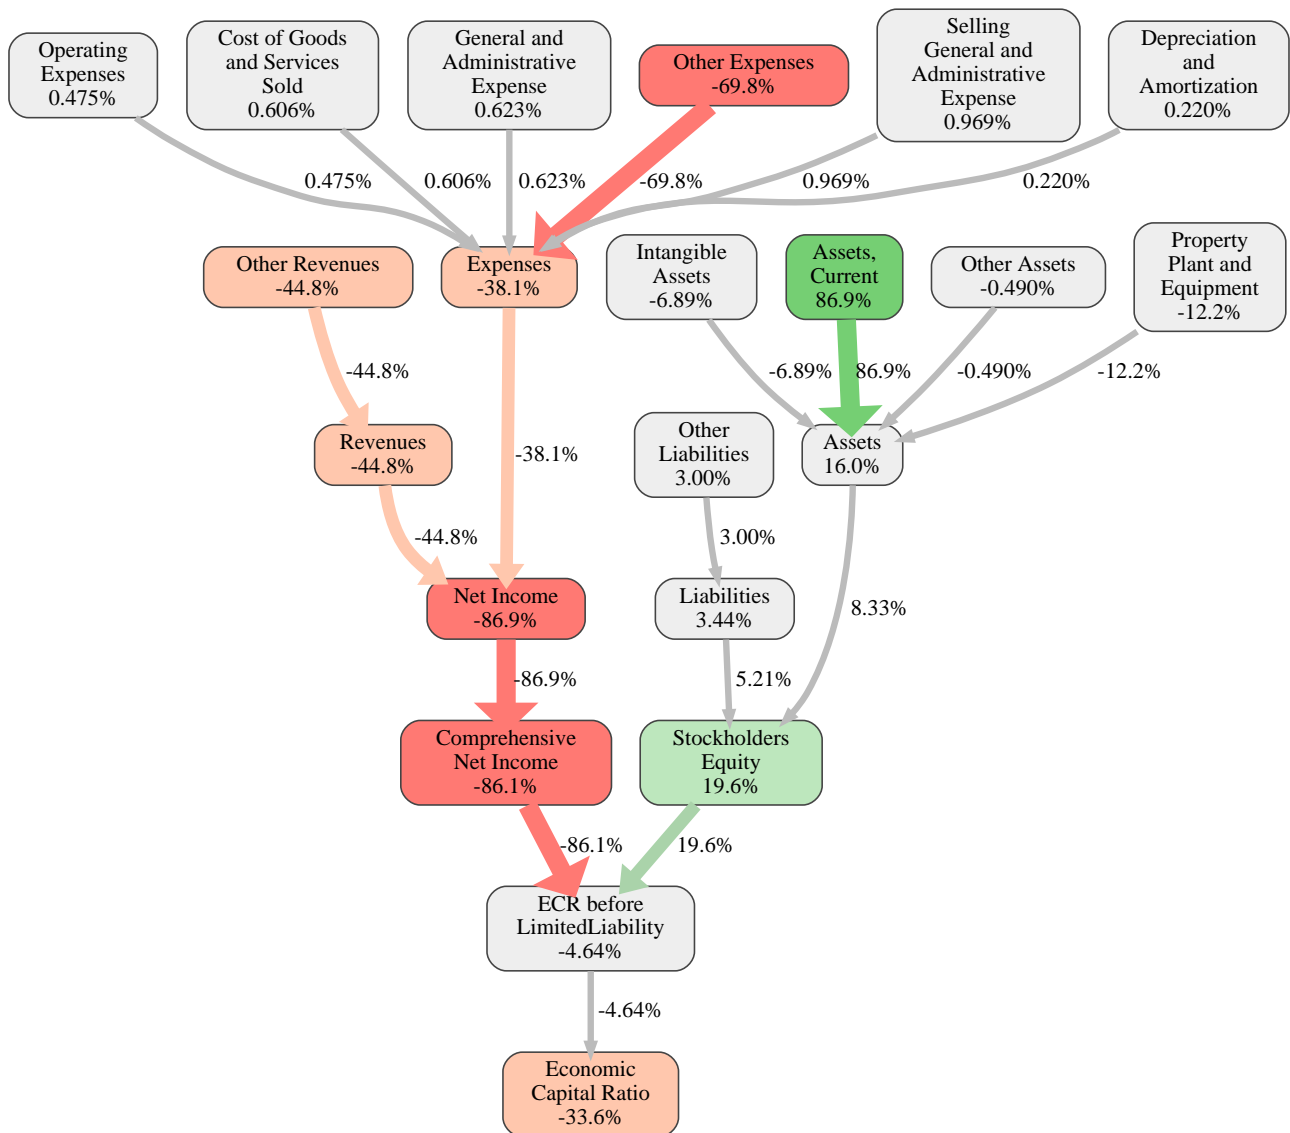 Operating
Expenses
0.475%
Cost of Goods
and Services
Sold
0.606%
General and
Administrative
Expense
0.623%
Other Expenses
-69.8%
Selling
General and
Administrative
Expense
0.969%
Depreciation
and
Amortization
0.220%
0.475%
0.606%
0.623%
-69.8%
0.969%
0.220%
Other Revenues
-44.8%
Expenses
-38.1%
Intangible
Assets
-6.89%
Assets,
Current
86.9%
Other Assets
-0.490%
Property
Plant and
Equipment
-12.2%
-44.8%
-6.89%
86.9%
-0.490%
-12.2%
Revenues
-44.8%
-38.1%
Other
Liabilities
3.00%
Assets
16.0%
-44.8%
3.00%
Net Income
-86.9%
Liabilities
3.44%
8.33%
-86.9%
5.21%
Comprehensive
Net Income
-86.1%
Stockholders
Equity
19.6%
-86.1%
19.6%
ECR before
LimitedLiability
-4.64%
-4.64%
Economic
Capital Ratio
-33.6%